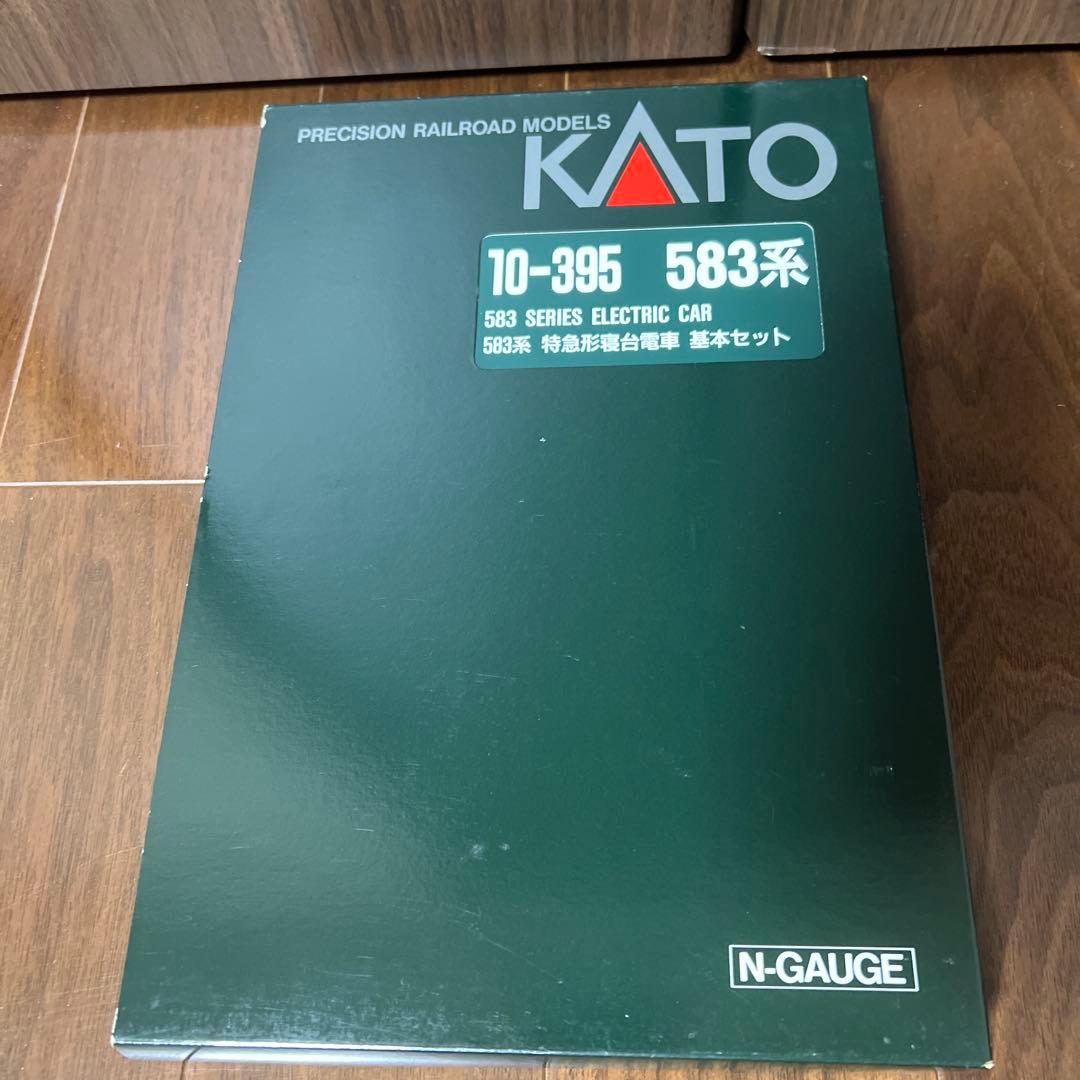 PRECISION RAILROAD MODELS
KATO
10-395 583系
583 SERIES ELECTRIC CAR
583系 特急形寝台電車 基本セット
N-GAUGE